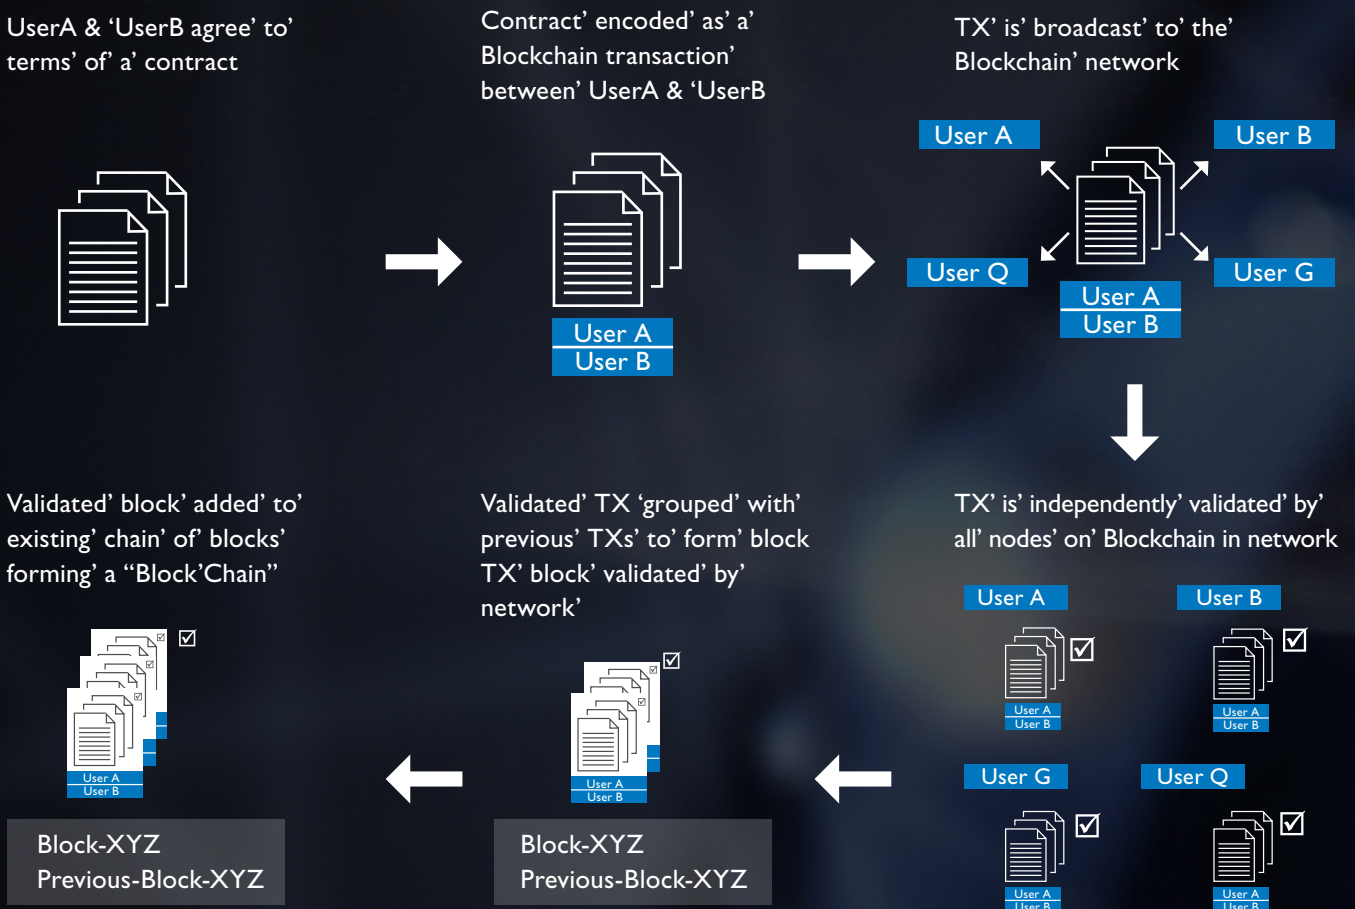 UserA & ‘UserB agree’ to’
terms’ of’ a’ contract
Contract’ encoded’ as’ a’
Blockchain transaction’
between’ UserA & ‘UserB
User A
User B
TX’ is’ broadcast’ to’ the’
Blockchain’ network
User A
User B
User Q
User G
User A
User B
TX’ is’ independently’ validated’ by’
all’ nodes’ on’ Blockchain in network
User A
User B
User A
User B
User A
User B
User G
User Q
User A
User B
User A
User B
Validated’ TX ‘grouped’ with’
previous’ TXs’ to’ form’ block
TX’ block’ validated’ by’
network’
User A
User B
Block-XYZ
Previous-Block-XYZ
Validated’ block’ added’ to’
existing’ chain’ of’ blocks’
forming’ a “Block’Chain”
User A
User B
Block-XYZ
Previous-Block-XYZ